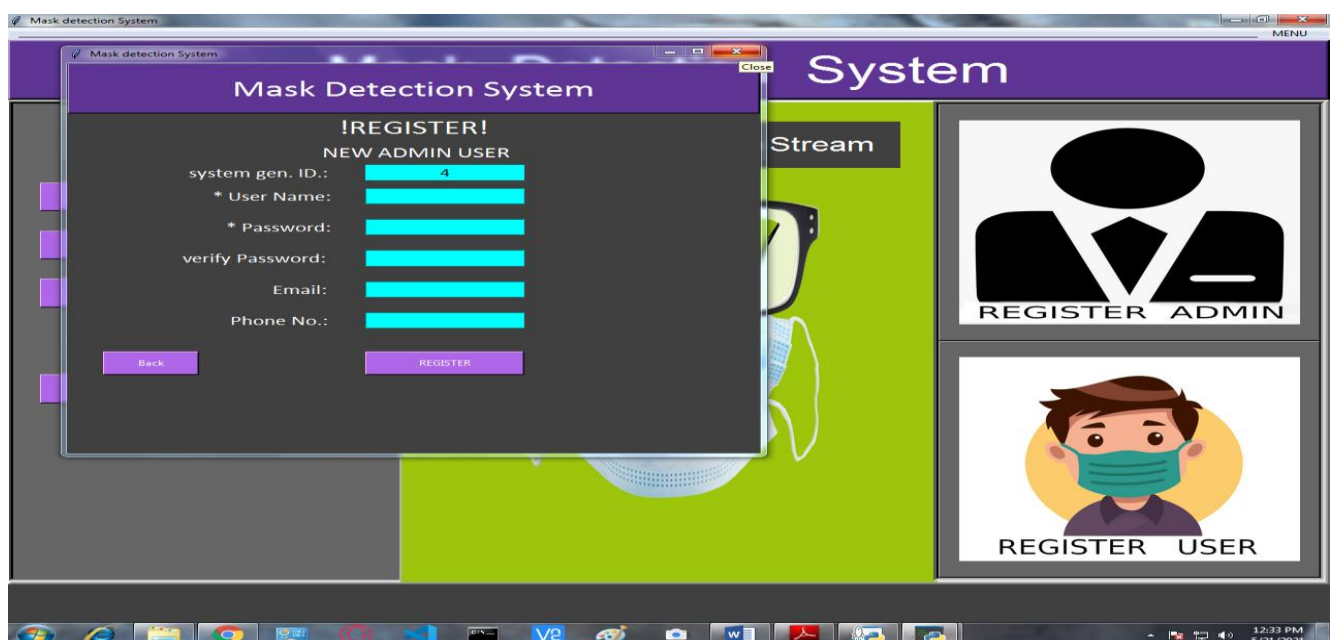 Mask detection System
MENU
Mask detection System
Close
System
Mask Detection System
!REGISTER!
NEW ADMIN USER
Stream
system gen. ID.: 4
* User Name:
* Password:
verify Password:
Email:
Phone No.:
Back
REGISTER
REGISTER ADMIN
REGISTER USER
12:33 PM